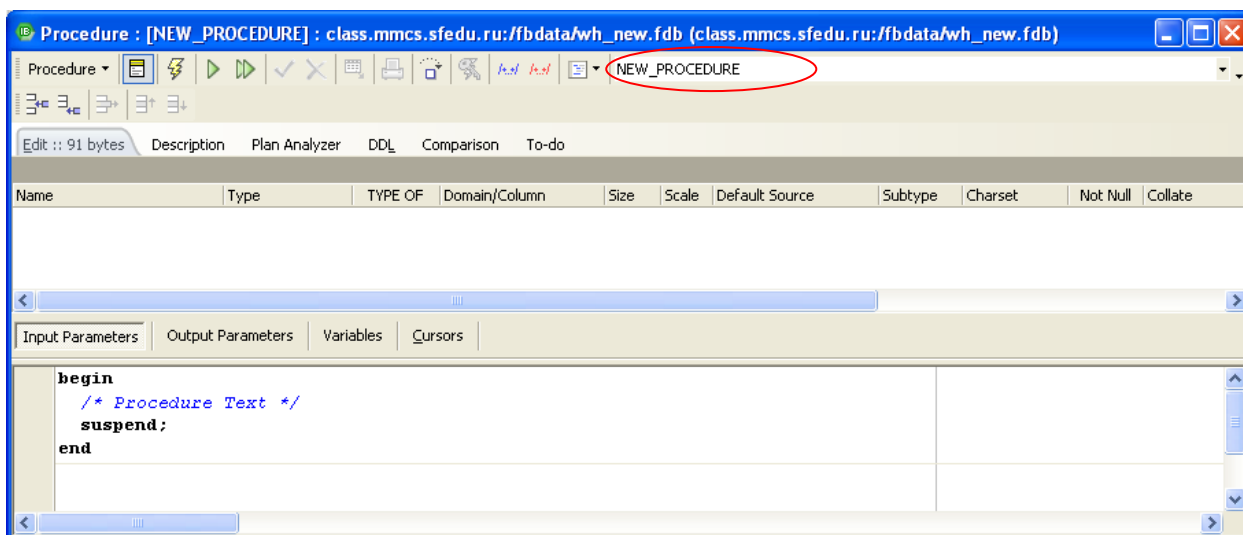 Procedure : [NEW_PROCEDURE] : class.mmcs.sfedu.ru:/fbdata/wh_new.fdb (class.mmcs.sfedu.ru:/fbdata/wh_new.fdb)
Procedure NEW_PROCEDURE
Edit :: 91 bytes Description Plan Analyzer DDL Comparison To-do
Name Type TYPE OF Domain/Column Size Scale Default Source Subtype Charset Not Null Collate
Input Parameters Output Parameters Variables Cursors
begin
/* Procedure Text */
suspend;
end